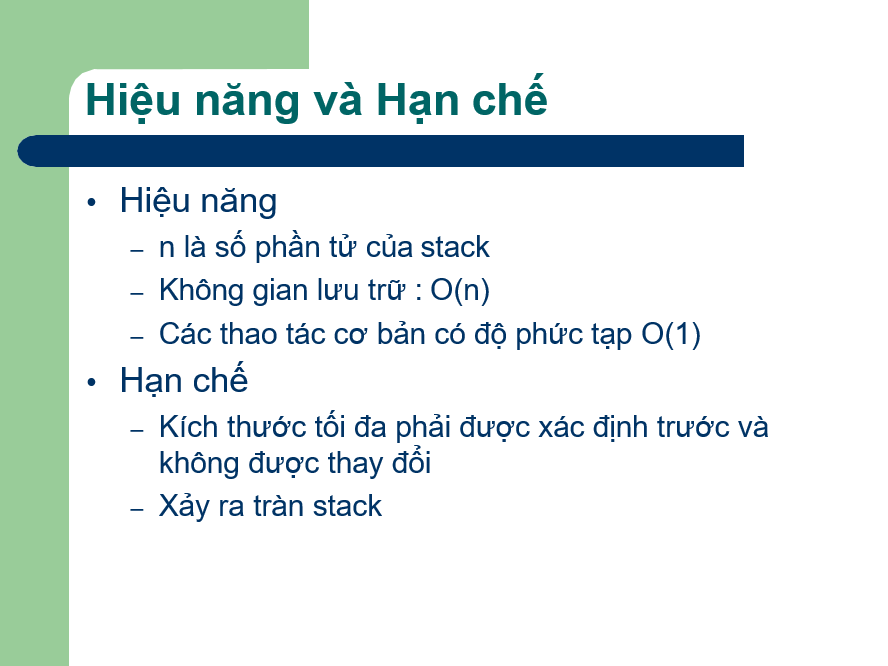 Hiệu năng và Hạn chế
• Hiệu năng
– n là số phần tử của stack
– Không gian lưu trữ : O(n)
– Các thao tác cơ bản có độ phức tạp O(1)
• Hạn chế
– Kích thước tối đa phải được xác định trước và
không được thay đổi
– Xảy ra tràn stack